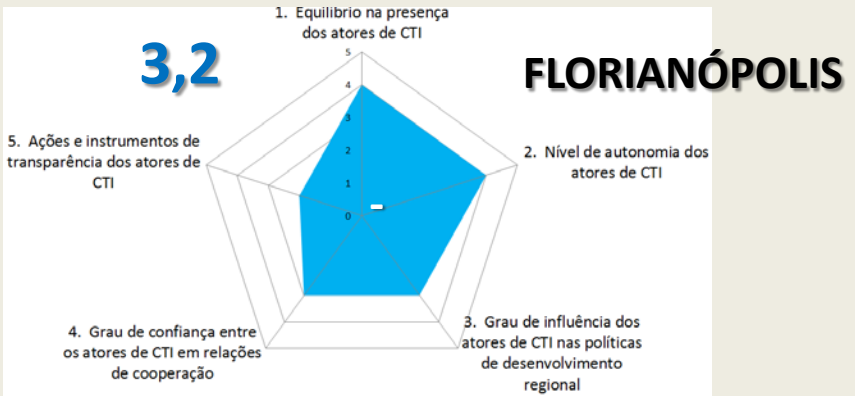 1. Equilibrio na presença
dos atores de CTI
3,2
FLORIANÓPOLIS
5
4
3
2
1
0
5. Ações e instrumentos de
transparência dos atores de
CTI
2. Nível de autonomia dos
atores de CTI
4. Grau de confiança entre
os atores de CTI em relações
de cooperação
3. Grau de influência dos
atores de CTI nas políticas
de desenvolvimento
regional